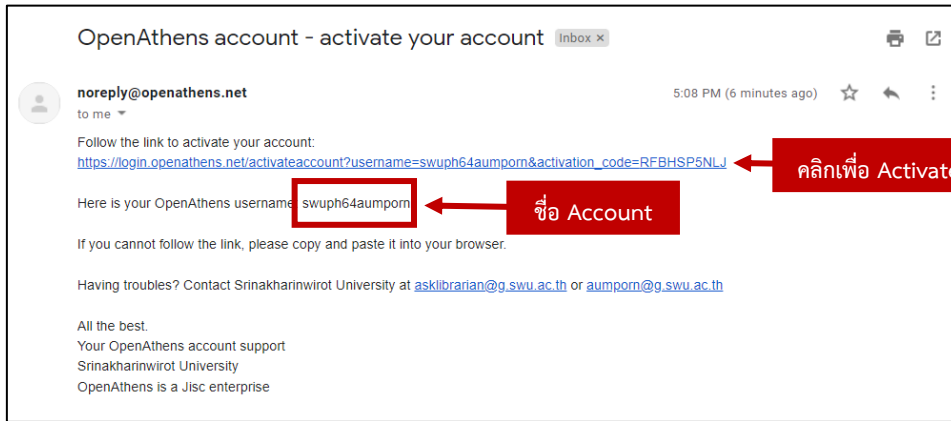 OpenAthens account - activate your account Inbox ×
noreply@openathens.net 5:08 PM (6 minutes ago)
to me
Follow the link to activate your account:
https://login.openathens.net/activateaccount?username=swuph64aumporn&activation_code=RFBHSP5NLJ
คลิกเพื่อ Activate
Here is your OpenAthens username swuph64aumporn
ชื่อ Account
If you cannot follow the link, please copy and paste it into your browser.
Having troubles? Contact Srinakharinwirot University at asklibrarian@g.swu.ac.th or aumporn@g.swu.ac.th
All the best.
Your OpenAthens account support
Srinakharinwirot University
OpenAthens is a Jisc enterprise